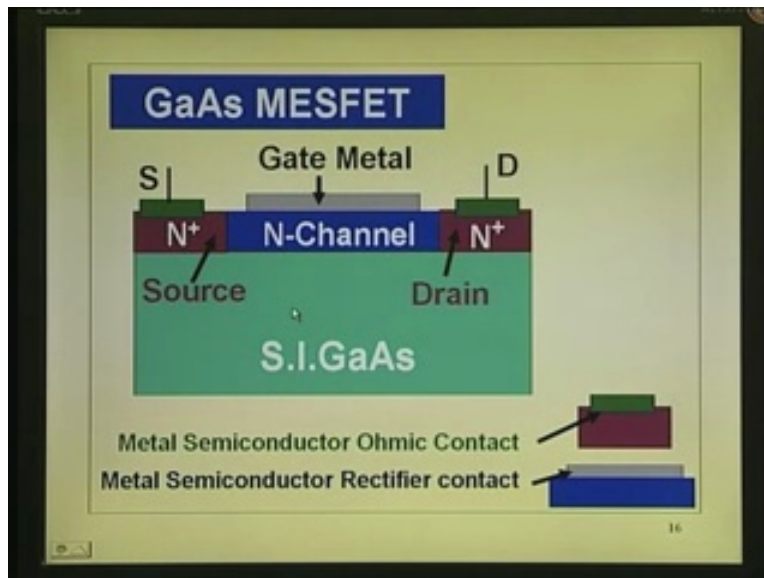 GaAs MESFET
Gate Metal
S
D
N+
N-Channel
N+
Source
Drain
S.I.GaAs
Metal Semiconductor Ohmic Contact
Metal Semiconductor Rectifier contact
16